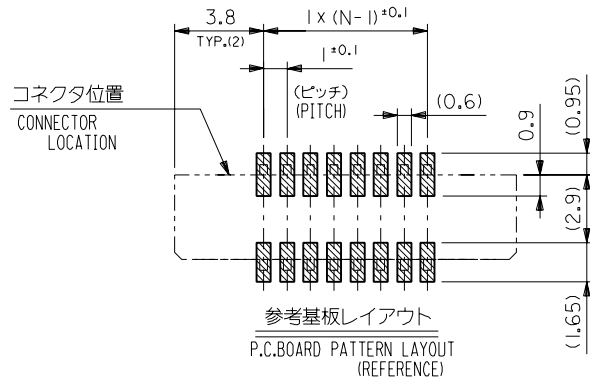 3.8
TYP.(2)
1×(N-1)±0.1
1±0.1
コネクタ位置
CONNECTOR
LOCATION
(ピッチ)
(PITCH)
(0.6)
0.9
(0.95)
(2.9)
(1.65)
参考基板レイアウト
P.C.BOARD PATTERN LAYOUT
(REFERENCE)